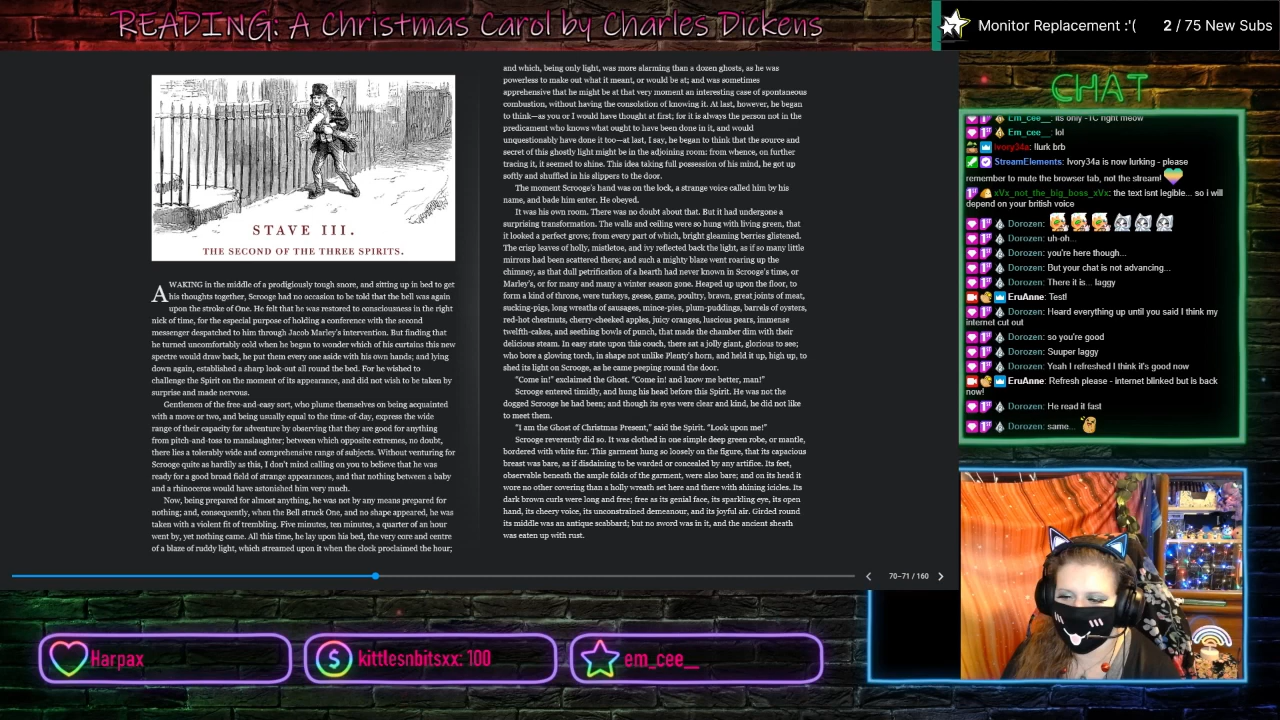 READING: A Christmas Carol by Charles Dickens
Monitor Replacement :'( 2 / 75 New Subs
STAVE III.
THE SECOND OF THE THREE SPIRITS.
AWAKING in the middle of a prodigiously tough snore, and sitting up in bed to get
his thoughts together, Scrooge had no occasion to be told that the bell was again
upon the stroke of One. He felt that he was restored to consciousness in the right
nick of time, for the especial purpose of holding a conference with the second
messenger despatched to him through Jacob Marley's intervention. But finding that
he turned uncomfortably cold when he began to wonder which of his curtains this new
spectre would draw back, he put them every one aside with his own hands; and lying
down again, established a sharp look-out all round the bed. For he wished to
challenge the Spirit on the moment of its appearance, and did not wish to be taken by
surprise and made nervous.
Gentlemen of the free-and-easy sort, who plume themselves on being acquainted
with a move or two, and being usually equal to the time-of-day, express the wide
range of their capacity for adventure by observing that they are good for anything
from pitch-and-toss to manslaughter; between which opposite extremes, no doubt,
there lies a tolerably wide and comprehensive range of subjects. Without venturing for
Scrooge quite as hardily as this, I don't mind calling on you to believe that he was
ready for a good broad field of strange appearances, and that nothing between a baby
and a rhinoceros would have astonished him very much.
Now, being prepared for almost anything, he was not by any means prepared for
nothing; and, consequently, when the Bell struck One, and no shape appeared, he was
taken with a violent fit of trembling. Five minutes, ten minutes, a quarter of an hour
went by, yet nothing came. All this time, he lay upon his bed, the very core and centre
of a blaze of ruddy light, which streamed upon it when the clock proclaimed the hour;
and which, being only light, was more alarming than a dozen ghosts, as he was
powerless to make out what it meant, or would be at; and was sometimes
apprehensive that he might be at that very moment an interesting case of spontaneous
combustion, without having the consolation of knowing it. At last, however, he began
to think—as you or I would have thought at first; for it is always the person not in the
predicament who knows what ought to have been done in it, and would
unquestionably have done it too—at last, I say, he began to think that the source and
secret of this ghostly light might be in the adjoining room: from whence, on further
tracing it, it seemed to shine. This idea taking full possession of his mind, he got up
softly and shuffled in his slippers to the door.
The moment Scrooge's hand was on the lock, a strange voice called him by his
name, and bade him enter. He obeyed.
It was his own room. There was no doubt about that. But it had undergone a
surprising transformation. The walls and ceiling were so hung with living green, that
it looked a perfect grove; from every part of which, bright gleaming berries glistened.
The crisp leaves of holly, mistletoe, and ivy reflected back the light, as if so many little
mirrors had been scattered there; and such a mighty blaze went roaring up the
chimney, as that dull petrification of a hearth had never known in Scrooge's time, or
Marley's, or for many and many a winter season gone. Heaped up upon the floor, to
form a kind of throne, were turkeys, geese, game, poultry, brawn, great joints of meat,
sucking-pigs, long wreaths of sausages, mince-pies, plum-puddings, barrels of oysters,
red-hot chestnuts, cherry-cheeked apples, juicy oranges, luscious pears, immense
twelfth-cakes, and seething bowls of punch, that made the chamber dim with their
delicious steam. In easy state upon this couch, there sat a jolly giant, glorious to see;
who bore a glowing torch, in shape not unlike Plenty's horn, and held it up, high up, to
shed its light on Scrooge, as he came peeping round the door.
"Come in!" exclaimed the Ghost. "Come in! and know me better, man!"
Scrooge entered timidly, and hung his head before this Spirit. He was not the
dogged Scrooge he had been; and though its eyes were clear and kind, he did not like
to meet them.
"I am the Ghost of Christmas Present," said the Spirit. "Look upon me!"
Scrooge reverently did so. It was clothed in one simple deep green robe, or mantle,
bordered with white fur. This garment hung so loosely on the figure, that its capacious
breast was bare, as if disdaining to be warded or concealed by any artifice. Its feet,
observable beneath the ample folds of the garment, were also bare; and on its head it
wore no other covering than a holly wreath set here and there with shining icicles. Its
dark brown curls were long and free; free as its genial face, its sparkling eye, its open
hand, its cheery voice, its unconstrained demeanour, and its joyful air. Girded round
its middle was an antique scabbard; but no sword was in it, and the ancient sheath
was eaten up with rust.
70–71 / 160
CHAT
Em_cee__: its only -1C right meow
Em_cee__: lol
Ivory34a: !lurk brb
StreamElements: Ivory34a is now lurking - please
remember to mute the browser tab, not the stream!
xVx_not_the_big_boss_xVx: the text isnt legible... so i will
depend on your british voice
Dorozen:
Dorozen: uh-oh...
Dorozen: you're here though...
Dorozen: But your chat is not advancing...
Dorozen: There it is... laggy
EruAnne: Test!
Dorozen: Heard everything up until you said I think my
internet cut out
Dorozen: so you're good
Dorozen: Suuper laggy
Dorozen: Yeah I refreshed I think it's good now
EruAnne: Refresh please - internet blinked but is back
now!
Dorozen: He read it fast
Dorozen: same...
Harpax
kittlesnbitsxx: 100
em_cee__